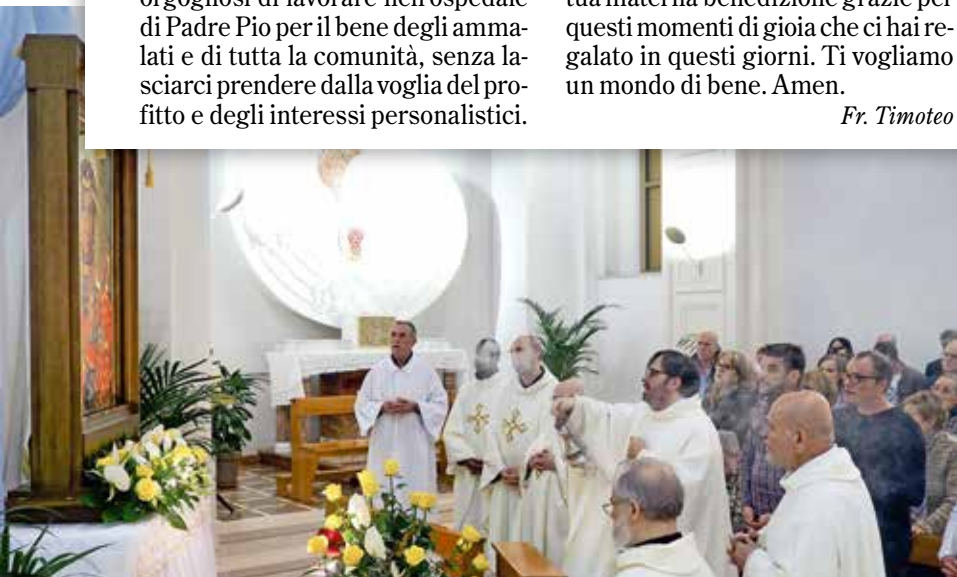 orgogliosi di lavorare nell'ospedale
di Padre Pio per il bene degli amma-
lati e di tutta la comunità, senza la-
sciarci prendere dalla voglia del pro-
fitto e degli interessi personalistici.
tua materna benedizione grazie per
questi momenti di gioia che ci hai re-
galato in questi giorni. Ti vogliamo
un mondo di bene. Amen.
Fr. Timoteo